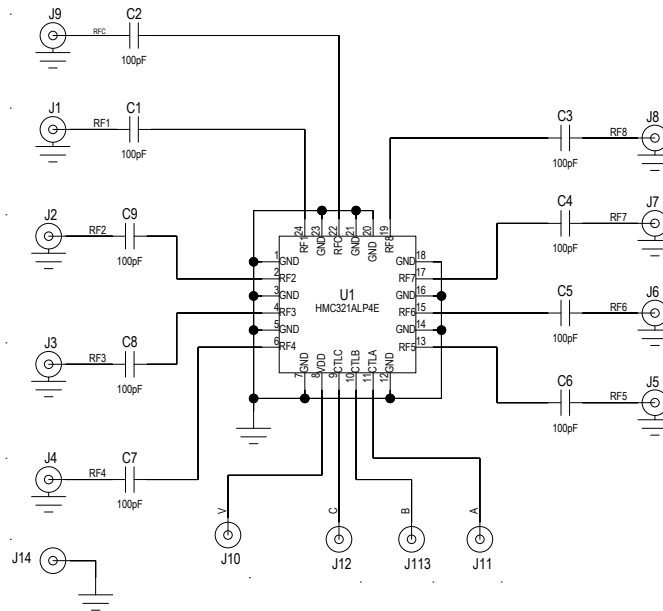 J9
C2
RFC
100pF
J1
C1
RF1
100pF
C3
J8
RF8
100pF
J2
C9
RF2
100pF
C4
J7
RF7
100pF
24
23
22
21
20
19
RF1
GND
RFC
GND
GND
RF8
1
GND
2
RF2
3
GND
4
RF3
5
GND
6
RF4
U1
HMC321ALP4E
GND
18
RF7
17
GND
16
RF6
15
GND
14
RF5
13
GND
VDD
CTLC
CTLB
CTLA
GND
7
8
9
10
11
12
C5
J6
RF6
100pF
J3
C8
RF3
100pF
C6
J5
RF5
100pF
J4
C7
RF4
100pF
V
C
B
A
J10
J12
J113
J11
J14